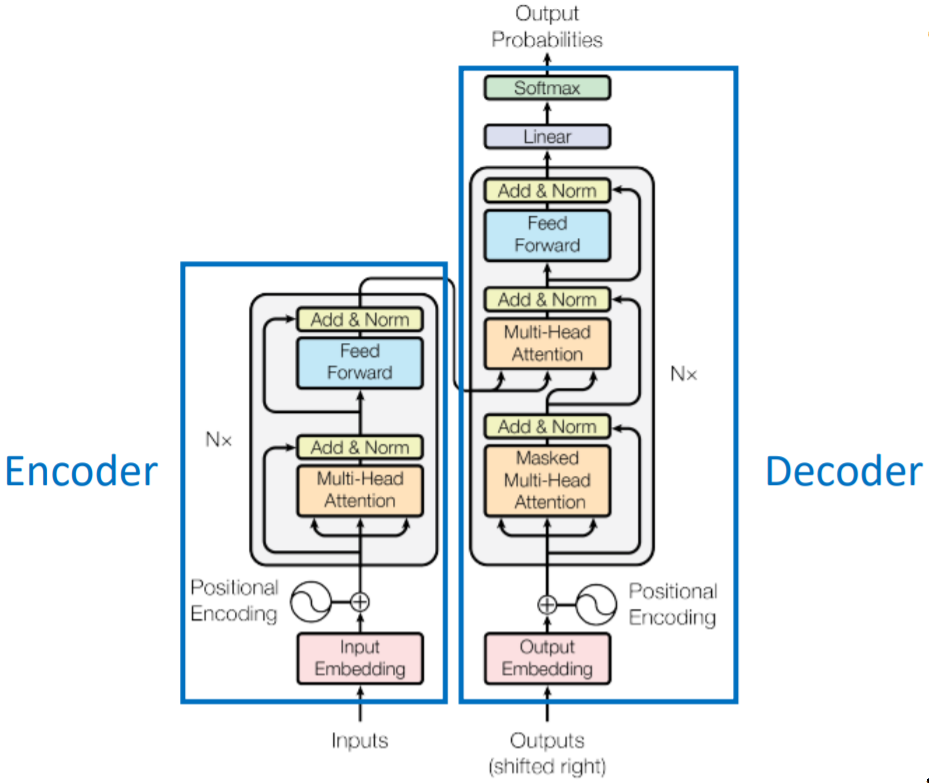 Output
Probabilities
Softmax
Linear
Add & Norm
Feed
Forward
Add & Norm
Multi-Head
Attention
Nx
Add & Norm
Masked
Multi-Head
Attention
Positional
Encoding
Output
Embedding
Outputs
(shifted right)
Decoder
Add & Norm
Feed
Forward
Nx
Add & Norm
Multi-Head
Attention
Positional
Encoding
Input
Embedding
Inputs
Encoder